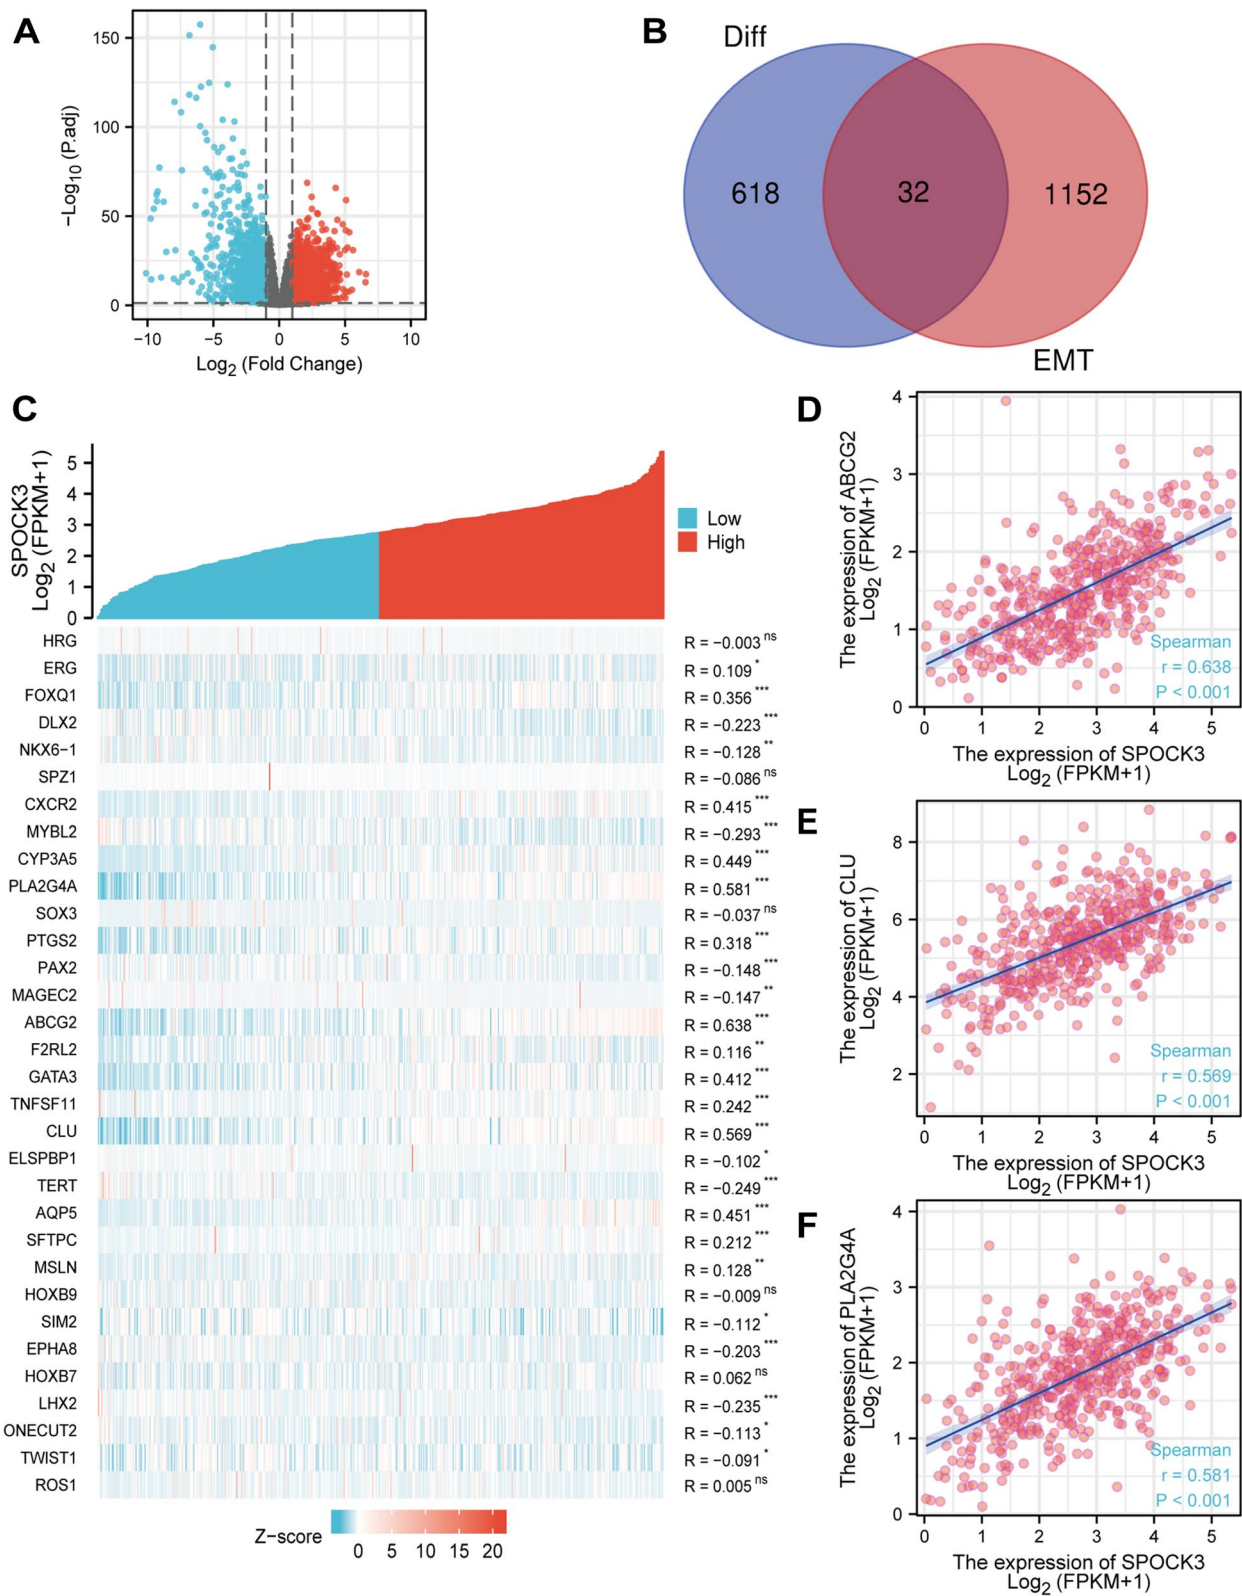 A
150
100
50
0
−Log10 (P.adj)
−10 −5 0 5 10
Log2 (Fold Change)
B
Diff
618
32
1152
EMT
C
SPOCK3
Log2 (FPKM+1)
5
4
3
2
1
0
Low
High
HRG R = −0.003 ns
ERG R = 0.109 *
FOXQ1 R = 0.356 ***
DLX2 R = −0.223 ***
NKX6−1 R = −0.128 **
SPZ1 R = −0.086 ns
CXCR2 R = 0.415 ***
MYBL2 R = −0.293 ***
CYP3A5 R = 0.449 ***
PLA2G4A R = 0.581 ***
SOX3 R = −0.037 ns
PTGS2 R = 0.318 ***
PAX2 R = −0.148 ***
MAGEC2 R = −0.147 **
ABCG2 R = 0.638 ***
F2RL2 R = 0.116 **
GATA3 R = 0.412 ***
TNFSF11 R = 0.242 ***
CLU R = 0.569 ***
ELSPBP1 R = −0.102 *
TERT R = −0.249 ***
AQP5 R = 0.451 ***
SFTPC R = 0.212 ***
MSLN R = 0.128 **
HOXB9 R = −0.009 ns
SIM2 R = −0.112 *
EPHA8 R = −0.203 ***
HOXB7 R = 0.062 ns
LHX2 R = −0.235 ***
ONECUT2 R = −0.113 *
TWIST1 R = −0.091 *
ROS1 R = 0.005 ns
Z−score
0 5 10 15 20
D
The expression of ABCG2
Log2 (FPKM+1)
4
3
2
1
0
Spearman
r = 0.638
P < 0.001
0 1 2 3 4 5
The expression of SPOCK3
Log2 (FPKM+1)
E
The expression of CLU
Log2 (FPKM+1)
8
6
4
2
Spearman
r = 0.569
P < 0.001
0 1 2 3 4 5
The expression of SPOCK3
Log2 (FPKM+1)
F
The expression of PLA2G4A
Log2 (FPKM+1)
4
3
2
1
0
Spearman
r = 0.581
P < 0.001
0 1 2 3 4 5
The expression of SPOCK3
Log2 (FPKM+1)